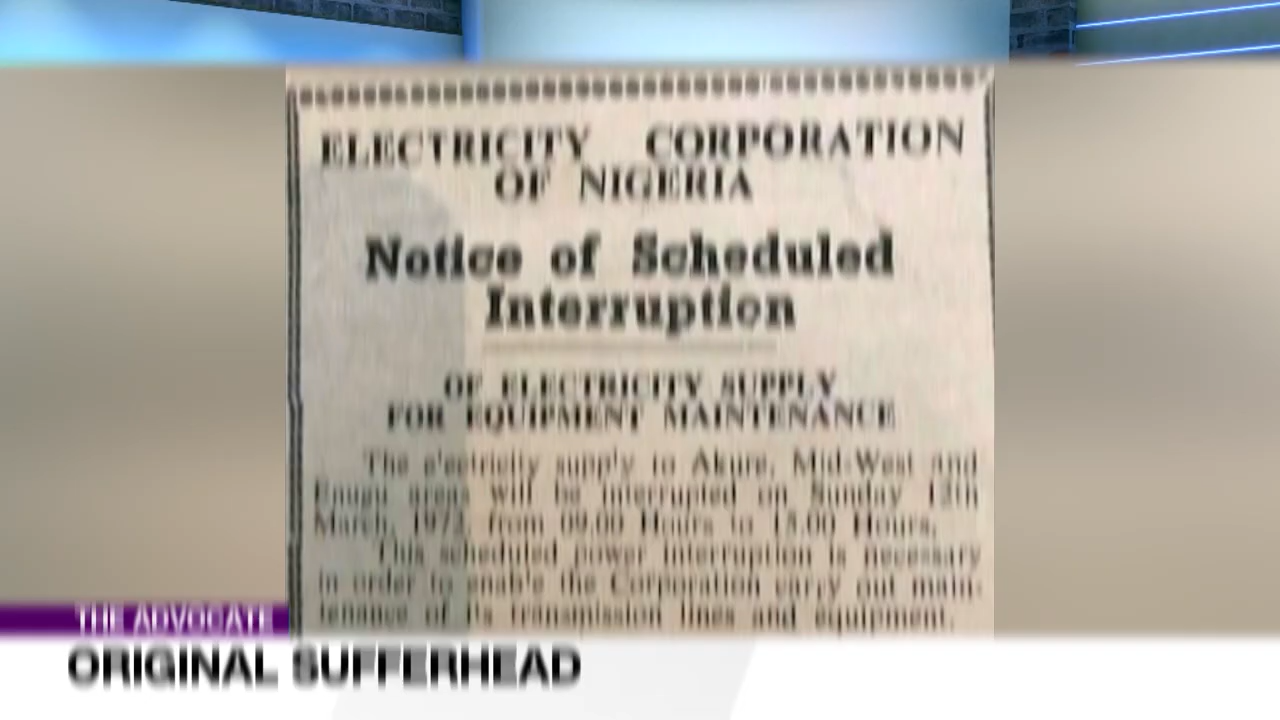 ELECTRICITY CORPORATION
OF NIGERIA
Notice of Scheduled
Interruption
OF ELECTRICITY SUPPLY
FOR EQUIPMENT MAINTENANCE
The electricity supply to Akure, Mid-West and
Enugu areas will be interrupted on Sunday 12th
March, 1972 from 09.00 Hours to 15.00 Hours.
This scheduled power interruption is necessary
in order to enable the Corporation carry out main-
tenance of its transmission lines and equipment.
THE ADVOCATE
ORIGINAL SUFFERHEAD